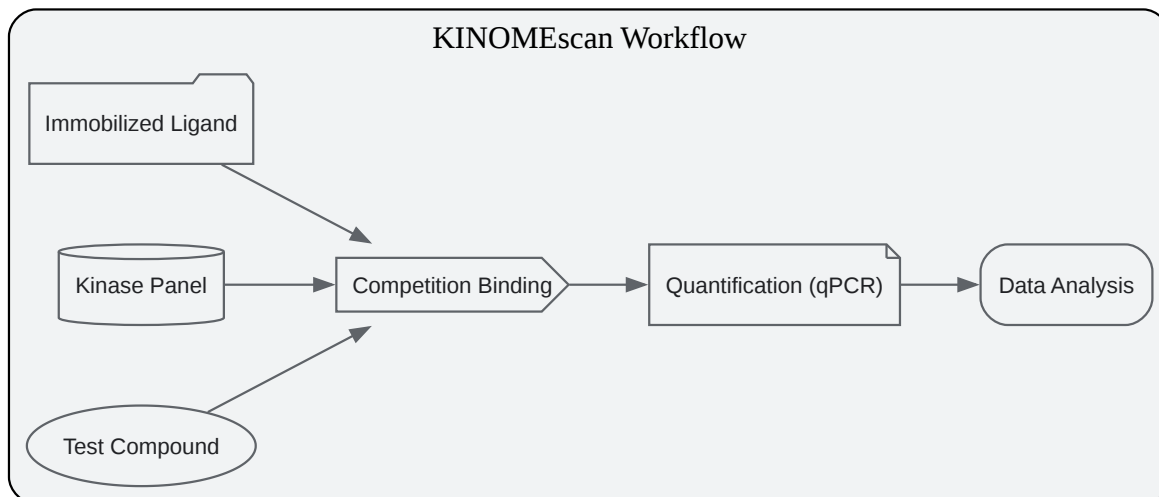 KINOMEscan Workflow
Immobilized Ligand
Kinase Panel
Competition Binding
Quantification (qPCR)
Data Analysis
Test Compound